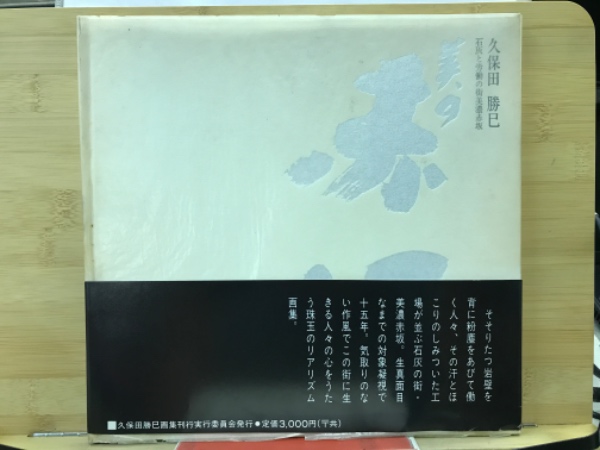 久保田 勝巳
石灰と労働の街美濃赤坂
美の
赤
そそりたつ岩壁を
背に粉塵をあびて働
く人々、その汗とほ
こりのしみついた工
場が並ぶ石灰の街・
美濃赤坂。生真面目
なまでの対象凝視で
十五年。気取りのな
い作風でこの街に生
きる人々の心をうた
う珠玉のリアリズム
画集。
■久保田勝巳画集刊行実行委員会発行●定価3,000円(〒共)